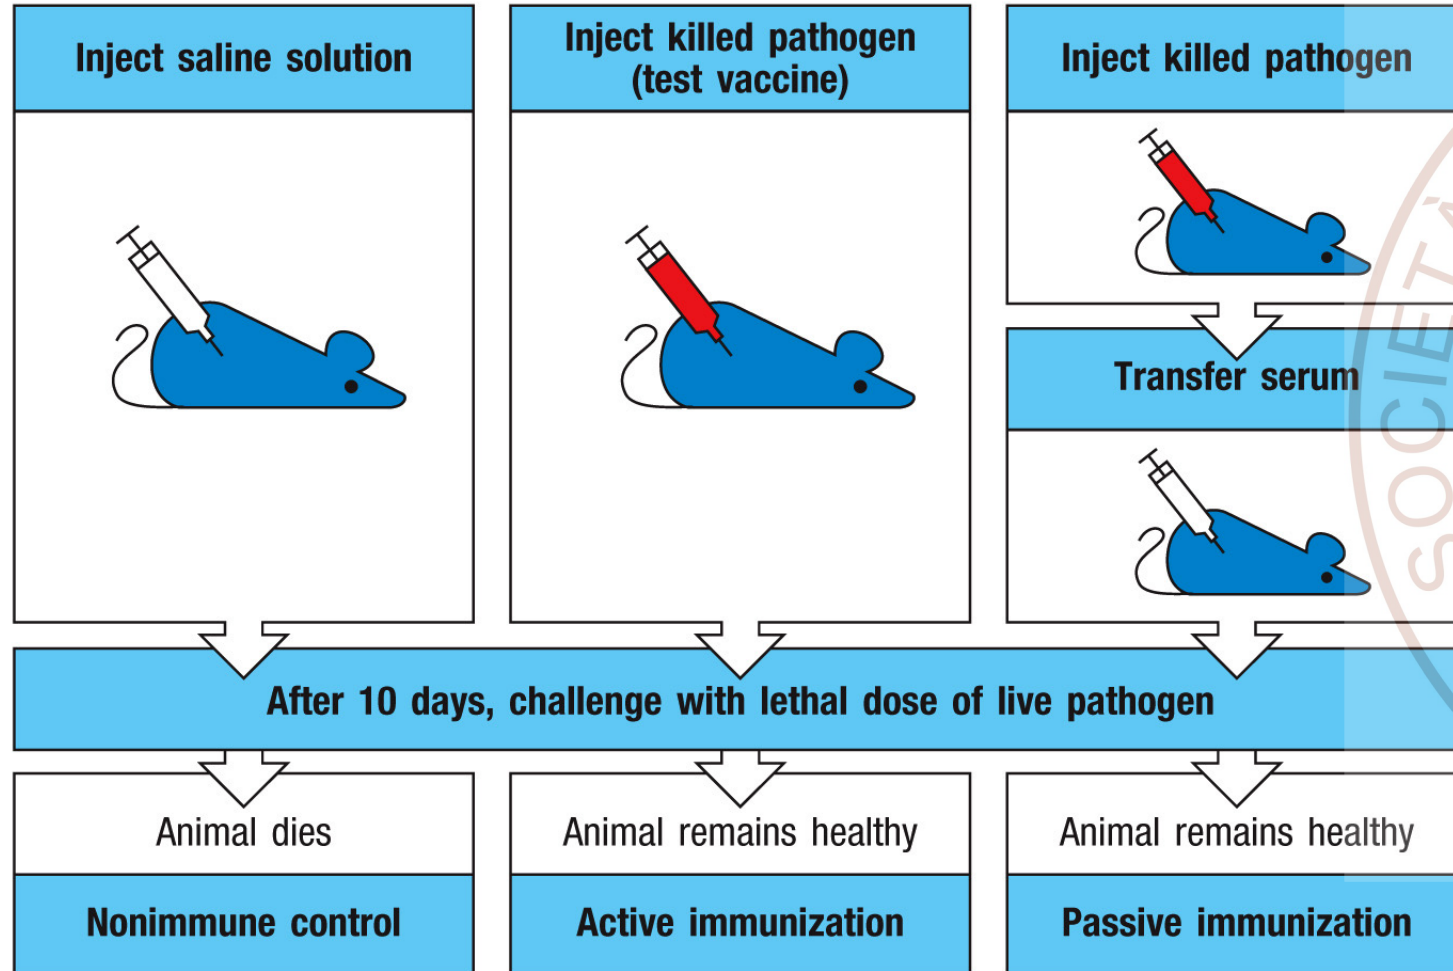 Inject saline solution
Inject killed pathogen
(test vaccine)
Inject killed pathogen
Transfer serum
After 10 days, challenge with lethal dose of live pathogen
Animal dies
Animal remains healthy
Animal remains healthy
Nonimmune control
Active immunization
Passive immunization
SOCIETÀ